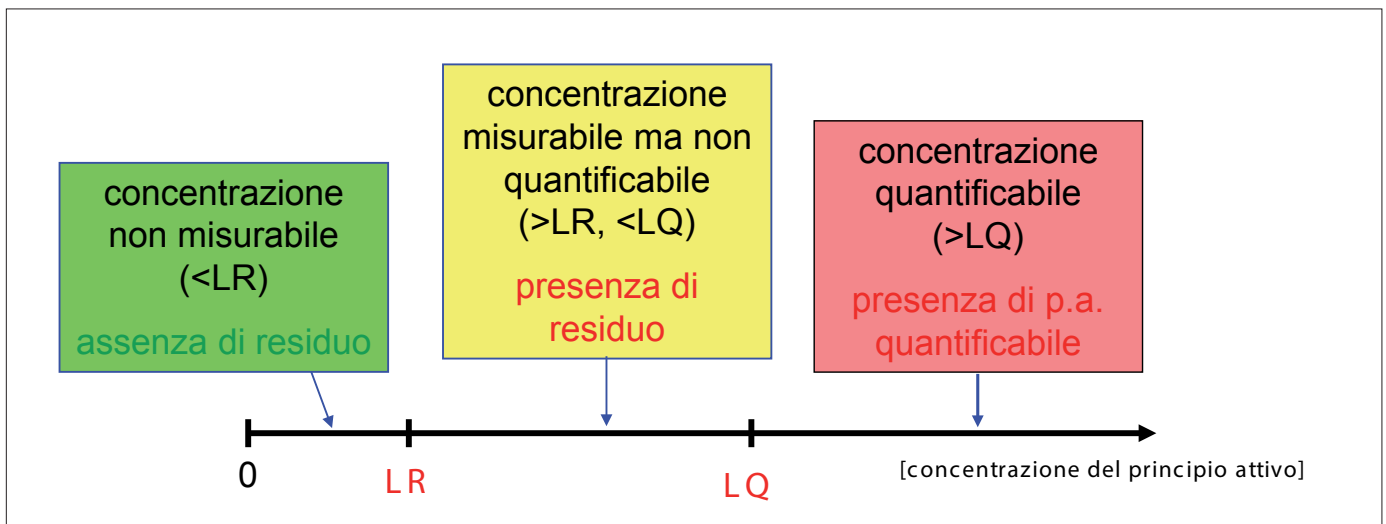 concentrazione
non misurabile
(<LR)
assenza di residuo
concentrazione
misurabile ma non
quantificabile
(>LR, <LQ)
presenza di
residuo
concentrazione
quantificabile
(>LQ)
presenza di p.a.
quantificabile
0
LR
LQ
[concentrazione del principio attivo]